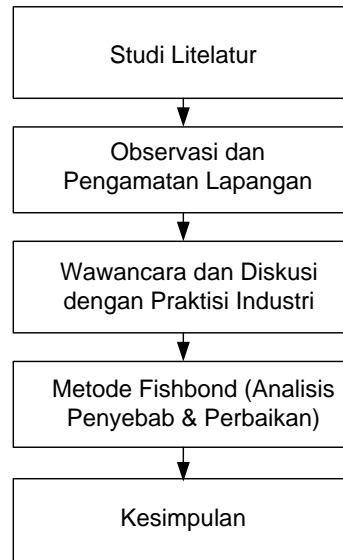 Studi Litelatur
Observasi dan
Pengamatan Lapangan
Wawancara dan Diskusi
dengan Praktisi Industri
Metode Fishbond (Analisis
Penyebab & Perbaikan)
Kesimpulan